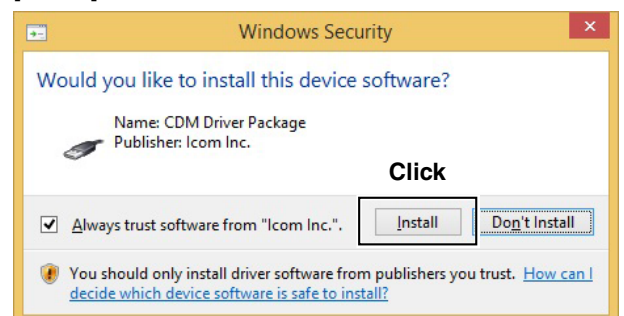 Windows Security
Would you like to install this device software?
Name: CDM Driver Package
Publisher: Icom Inc.
Click
Always trust software from "Icom Inc.".
Install
Don't Install
You should only install driver software from publishers you trust. How can I
decide which device software is safe to install?